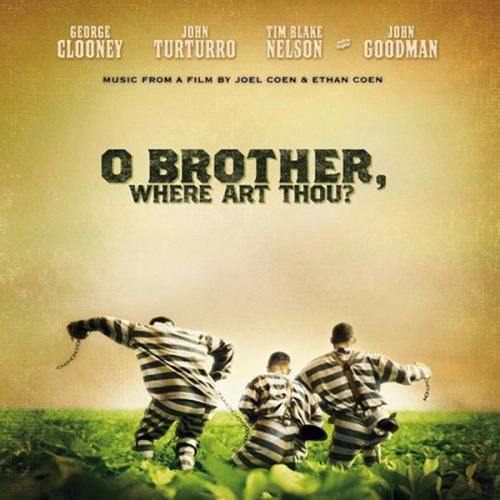 GEORGE CLOONEY
JOHN TURTURRO
TIM BLAKE NELSON
AND
JOHN GOODMAN
MUSIC FROM A FILM BY JOEL COEN & ETHAN COEN
O BROTHER,
WHERE ART THOU?